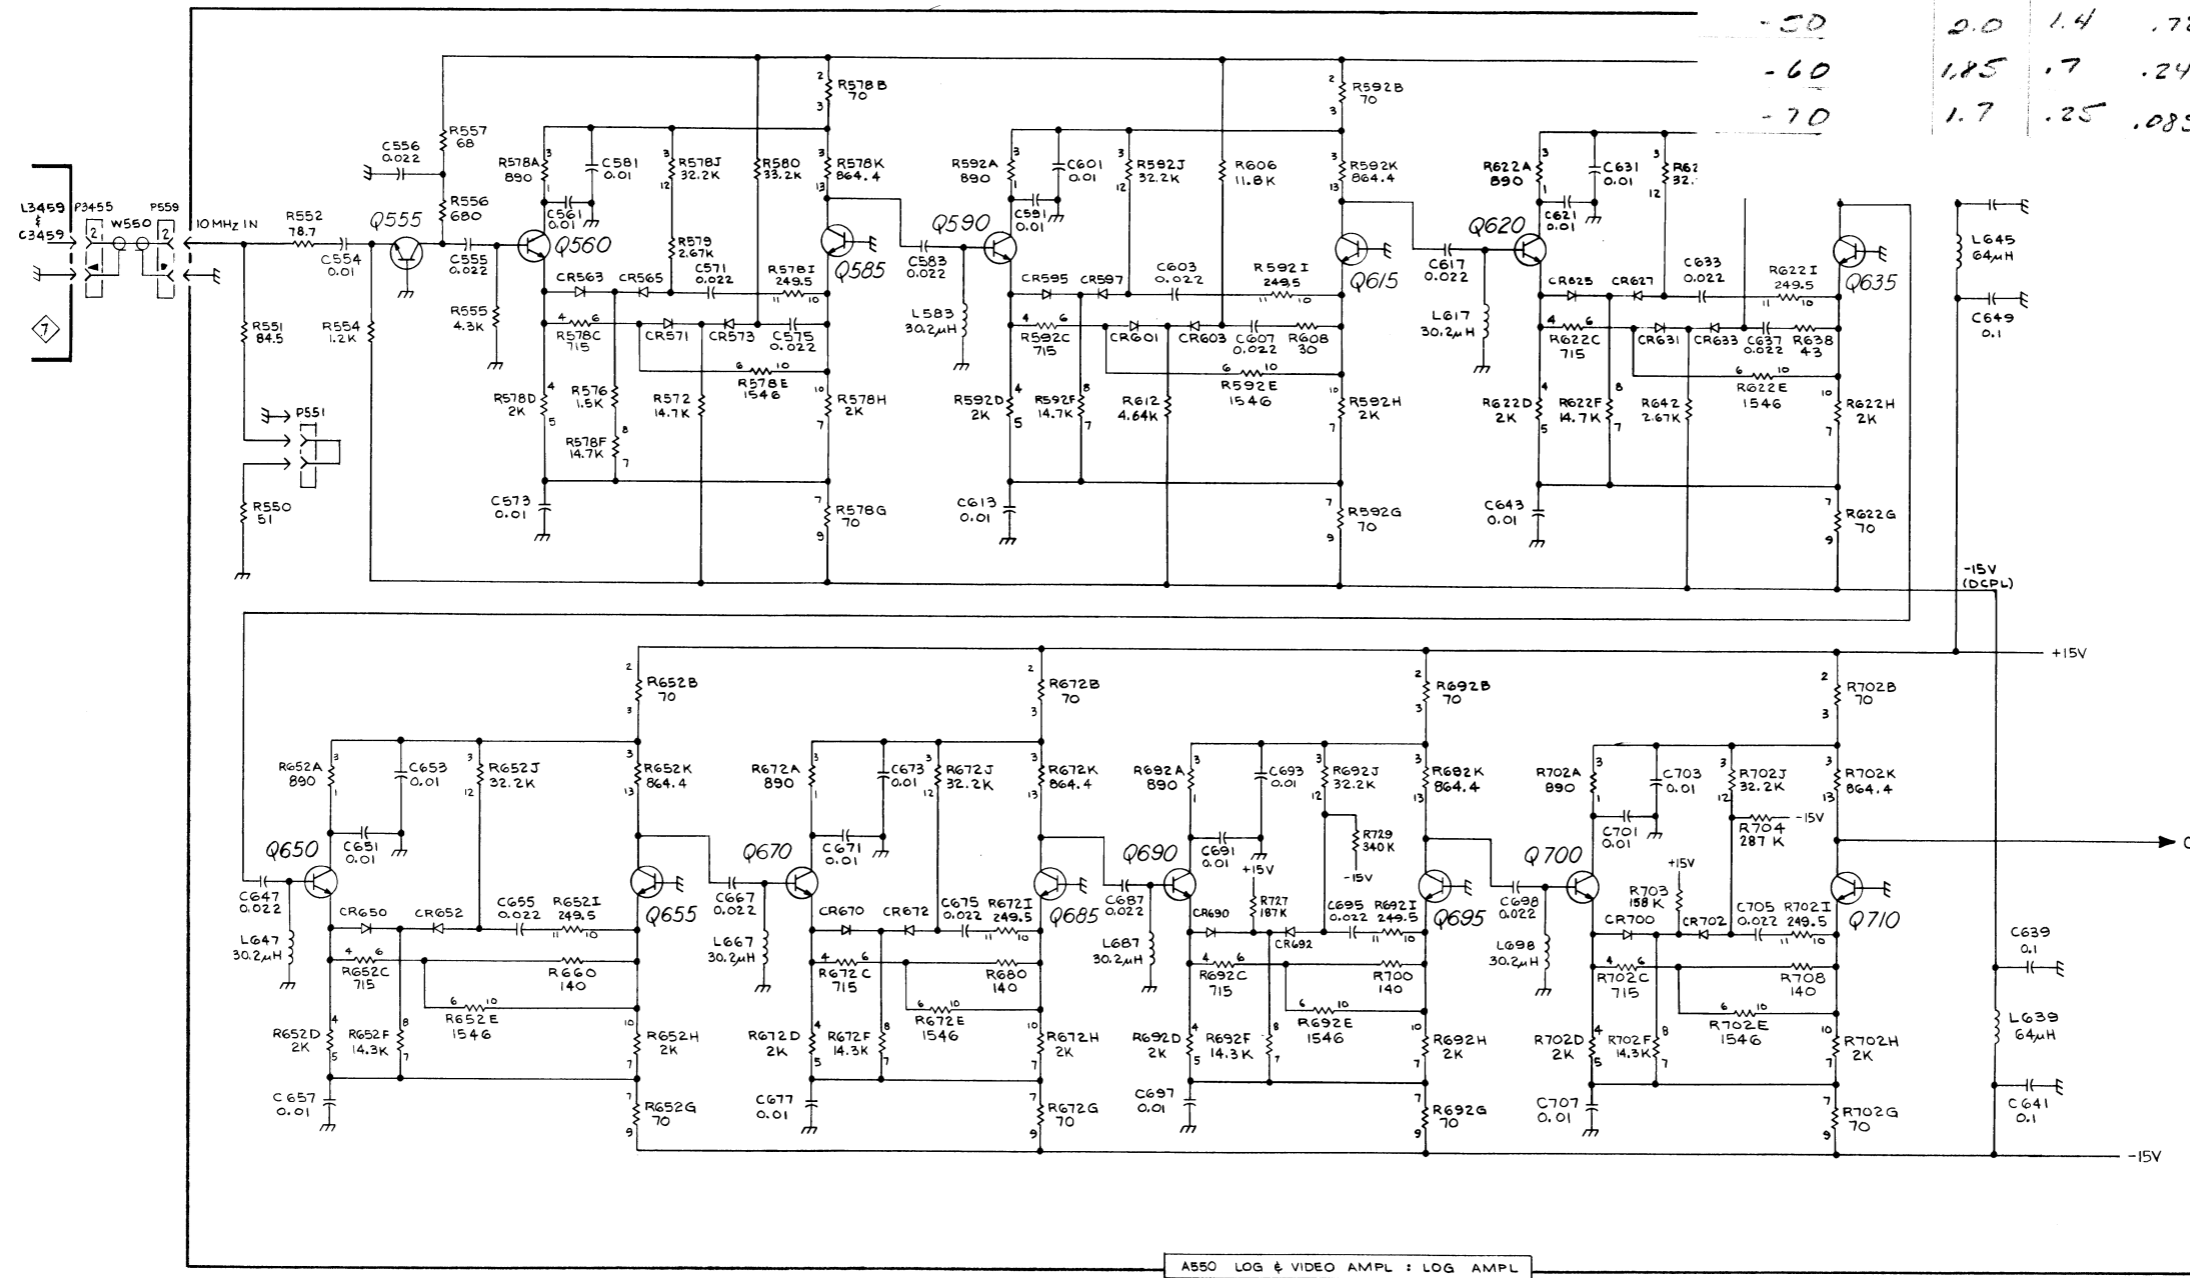 -50 2.0 1.4
-60 1.85 .7 .24
-70 1.7 .25 .085
R578B
70
R592B
70
C556
0.022
R557
68
R578A
890
C581
0.01
R578J
32.2K
R580
33.2K
R578K
864.4
R592A
890
C601
0.01
R592J
32.2K
R606
11.8K
R592K
864.4
R622A
890
C631
0.01
L3459
&
C3459
P3455
W550
P559
10 MHz IN
R552
78.7
C554
0.01
Q555
R556
680
C555
0.022
C561
0.01
Q560
R579
2.67K
Q585
C583
0.022
Q590
C591
0.01
Q615
C617
0.022
Q620
C621
0.01
Q635
L645
64μH
CR563
CR565
C571
0.022
R578I
249.5
CR595
CR597
C603
0.022
R592I
249.5
CR625
CR627
C633
0.022
R622I
249.5
C649
0.1
7
R551
84.5
R554
1.2K
R555
4.3K
R578C
715
CR571
CR573
C575
0.022
L583
30.2μH
R592C
715
CR601
CR603
C607
0.022
R608
30
L617
30.2μH
R622C
715
CR631
CR633
C637
0.022
R638
43
R578D
2K
R576
1.5K
R572
14.7K
R578E
1546
R578H
2K
R592D
2K
R592F
14.7K
R612
4.64K
R592E
1546
R592H
2K
R622D
2K
R622F
14.7K
R642
2.67K
R622E
1546
R622H
2K
P551
R578F
14.7K
R550
51
C573
0.01
R578G
70
C613
0.01
R592G
70
C643
0.01
R622G
70
-15V
(DCPL)
+15V
R652B
70
R672B
70
R692B
70
R702B
70
R652A
890
C653
0.01
R652J
32.2K
R652K
864.4
R672A
890
C673
0.01
R672J
32.2K
R672K
864.4
R692A
890
C693
0.01
R692J
32.2K
R692K
864.4
R702A
890
C703
0.01
R702J
32.2K
R702K
864.4
Q650
C651
0.01
Q655
Q670
C671
0.01
Q685
Q690
C691
0.01
+15V
R729
340K
-15V
Q695
Q700
C701
0.01
+15V
R704
287 K
-15V
Q710
C647
0.022
CR650
CR652
C655
0.022
R652I
249.5
C667
0.022
CR670
CR672
C675
0.022
R672I
249.5
C687
0.022
CR690
R727
187K
CR692
C695
0.022
R692I
249.5
C698
0.022
CR700
R703
158 K
CR702
C705
0.022
R702I
249.5
L647
30.2μH
R652C
715
R660
140
L667
30.2μH
R672C
715
R680
140
L687
30.2μH
R692C
715
R700
140
L698
30.2μH
R702C
715
R708
140
C639
0.1
R652D
2K
R652F
14.3K
R652E
1546
R652H
2K
R672D
2K
R672F
14.3K
R672E
1546
R672H
2K
R692D
2K
R692F
14.3K
R692E
1546
R692H
2K
R702D
2K
R702F
14.3K
R702E
1546
R702H
2K
L639
64μH
C657
0.01
R652G
70
C677
0.01
R672G
70
C697
0.01
R692G
70
C707
0.01
R702G
70
C641
0.1
-15V
A550 LOG & VIDEO AMPL : LOG AMPL